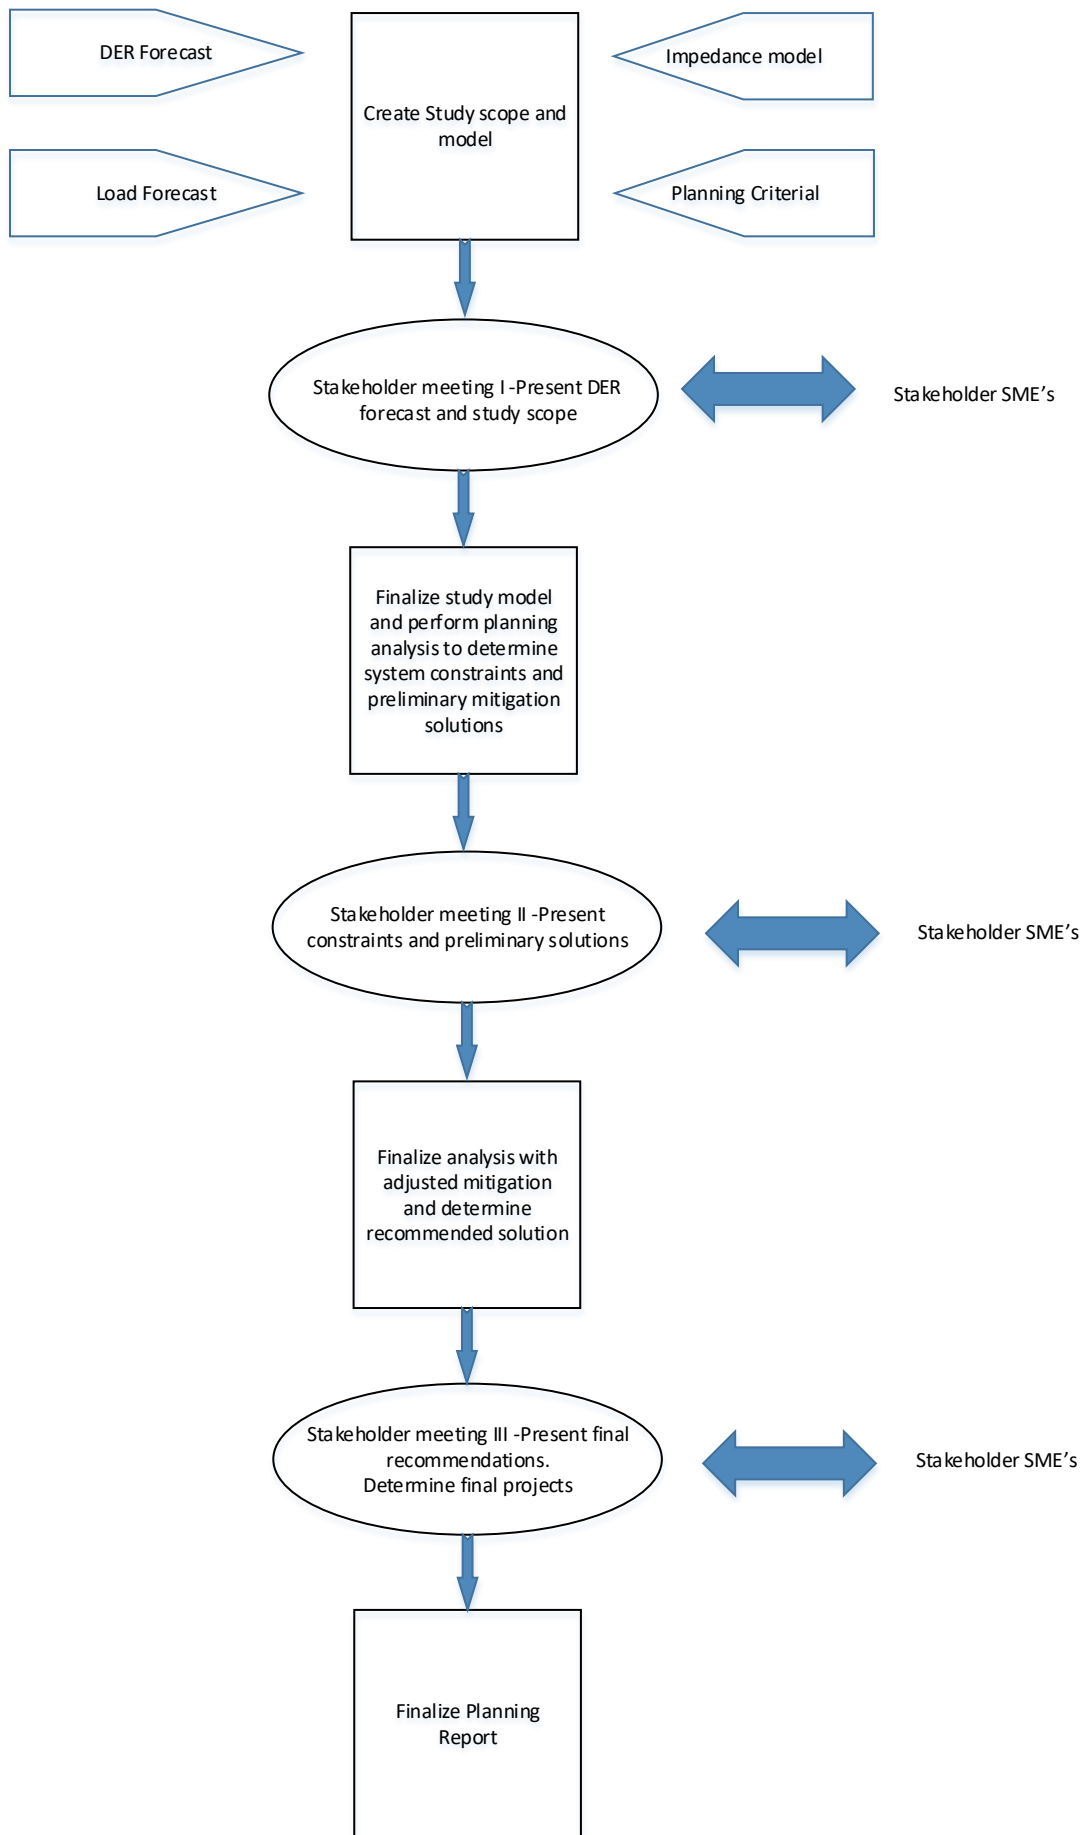 DER Forecast
Impedance model
Create Study scope and
model
Load Forecast
Planning Criterial
Stakeholder meeting I -Present DER
forecast and study scope
Stakeholder SME’s
Finalize study model
and perform planning
analysis to determine
system constraints and
preliminary mitigation
solutions
Stakeholder meeting II -Present
constraints and preliminary solutions
Stakeholder SME’s
Finalize analysis with
adjusted mitigation
and determine
recommended solution
Stakeholder meeting III -Present final
recommendations.
Determine final projects
Stakeholder SME’s
Finalize Planning
Report